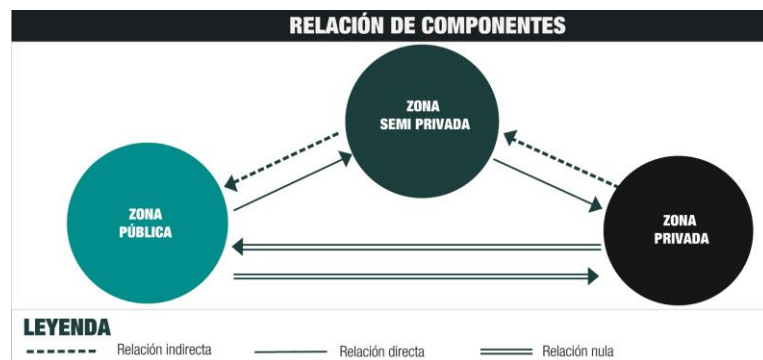 RELACIÓN DE COMPONENTES
ZONA
SEMI PRIVADA
ZONA
PÚBLICA
ZONA
PRIVADA
LEYENDA
Relación indirecta
Relación directa
Relación nula